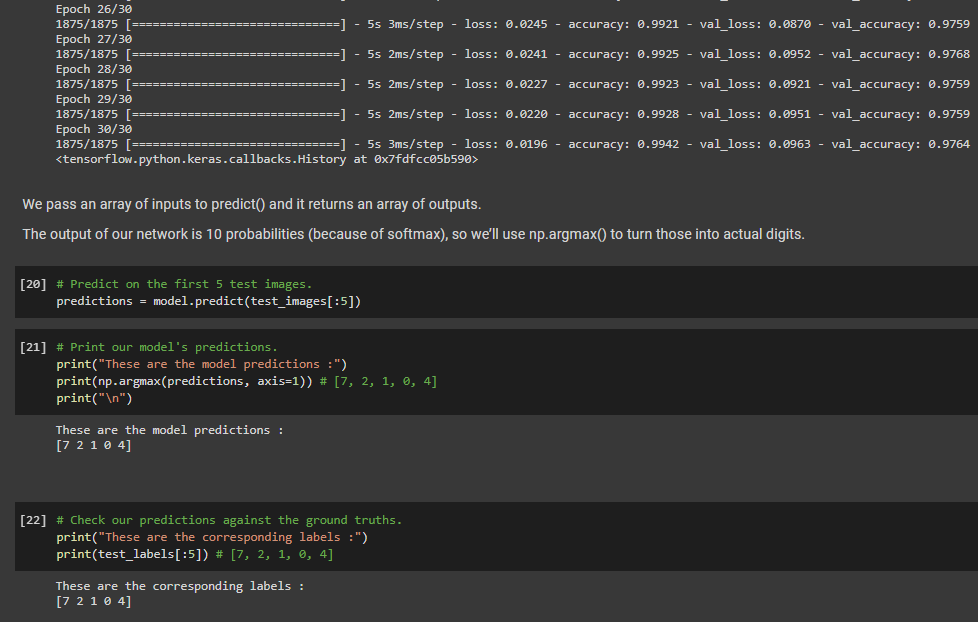 Epoch 26/30
1875/1875 [==============================] - 5s 3ms/step - loss: 0.0245 - accuracy: 0.9921 - val_loss: 0.0870 - val_accuracy: 0.9759
Epoch 27/30
1875/1875 [==============================] - 5s 2ms/step - loss: 0.0241 - accuracy: 0.9925 - val_loss: 0.0952 - val_accuracy: 0.9768
Epoch 28/30
1875/1875 [==============================] - 5s 2ms/step - loss: 0.0227 - accuracy: 0.9923 - val_loss: 0.0921 - val_accuracy: 0.9759
Epoch 29/30
1875/1875 [==============================] - 5s 2ms/step - loss: 0.0220 - accuracy: 0.9928 - val_loss: 0.0951 - val_accuracy: 0.9759
Epoch 30/30
1875/1875 [==============================] - 5s 3ms/step - loss: 0.0196 - accuracy: 0.9942 - val_loss: 0.0963 - val_accuracy: 0.9764
<tensorflow.python.keras.callbacks.History at 0x7fdfcc05b590>
We pass an array of inputs to predict() and it returns an array of outputs.
The output of our network is 10 probabilities (because of softmax), so we'll use np.argmax() to turn those into actual digits.
[20] # Predict on the first 5 test images.
predictions = model.predict(test_images[:5])
[21] # Print our model's predictions.
print("These are the model predictions :")
print(np.argmax(predictions, axis=1)) # [7, 2, 1, 0, 4]
print("\n")
These are the model predictions :
[7 2 1 0 4]
[22] # Check our predictions against the ground truths.
print("These are the corresponding labels :")
print(test_labels[:5]) # [7, 2, 1, 0, 4]
These are the corresponding labels :
[7 2 1 0 4]